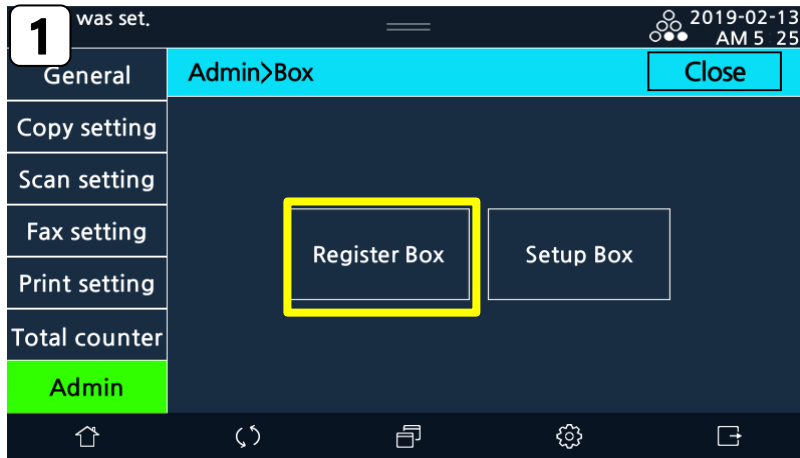 1
was set.
2019-02-13
AM 5 25
General
Admin>Box
Close
Copy setting
Scan setting
Fax setting
Register Box
Setup Box
Print setting
Total counter
Admin